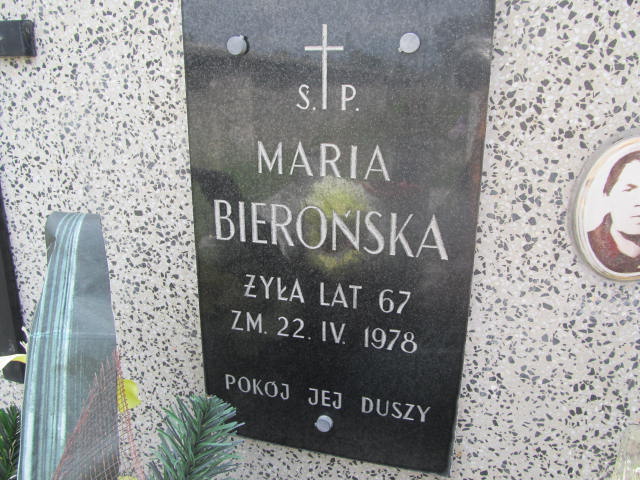 S. P.
MARIA
BIEROŃSKA
ŻYŁA LAT 67
ZM. 22. IV. 1978
POKÓJ JEJ DUSZY